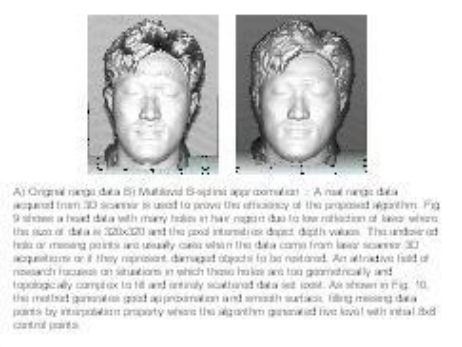 A) Original range data B) Multilevel B-spline approximation : A real range data
acquired from 3D scanner is used to prove the efficiency of the proposed algorithm. Fig
9 shows a head data with many holes in hair region due to low reflection of laser where
the size of data is 320x320 and the pixel intensities depict depth values. The undesired
hole or missing points are usually cases when the data come from laser scanner 3D
acquisitions or if they represent damaged objects to be restored. An attractive field of
research focuses on situations in which these holes are too geometrically and
topologically complex to fill and entirely scattered data set exist. As shown in Fig. 10,
the method generates good approximation and smooth surface, filling missing data
points by interpolation property where the algorithm generated five level with initial 8x8
control points.